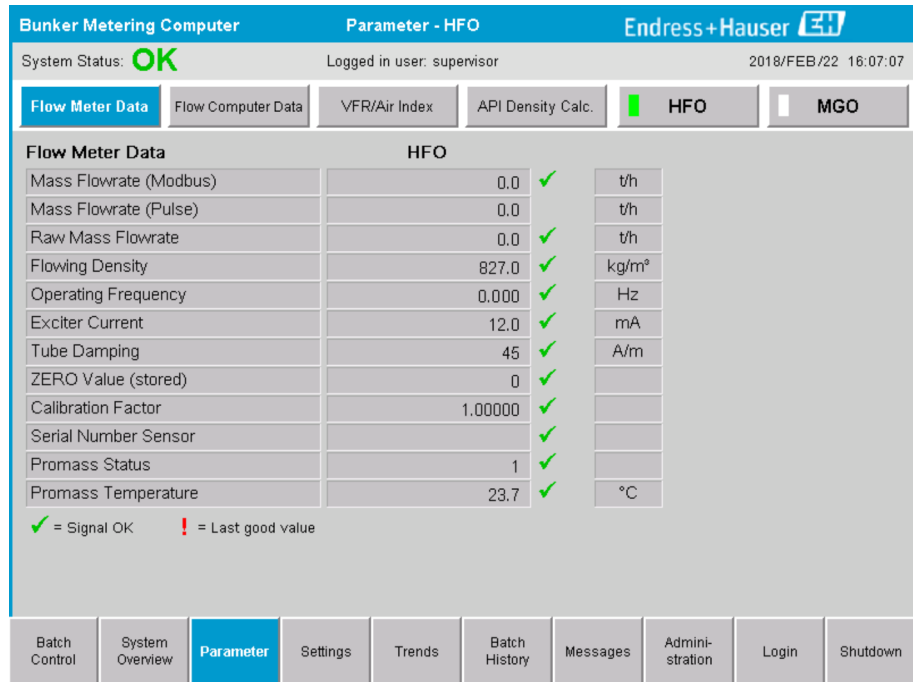 Bunker Metering Computer Parameter - HFO Endress+Hauser EH
System Status: OK Logged in user: supervisor 2018/FEB/22 16:07:07
Flow Meter Data Flow Computer Data VFR/Air Index API Density Calc. HFO MGO
Flow Meter Data HFO
Mass Flowrate (Modbus) 0.0 ✓ t/h
Mass Flowrate (Pulse) 0.0 t/h
Raw Mass Flowrate 0.0 ✓ t/h
Flowing Density 827.0 ✓ kg/m³
Operating Frequency 0.000 ✓ Hz
Exciter Current 12.0 ✓ mA
Tube Damping 45 ✓ A/m
ZERO Value (stored) 0 ✓
Calibration Factor 1.00000 ✓
Serial Number Sensor ✓
Promass Status 1 ✓
Promass Temperature 23.7 ✓ °C
✓ = Signal OK ! = Last good value
Batch Control System Overview Parameter Settings Trends Batch History Messages Admini-stration Login Shutdown